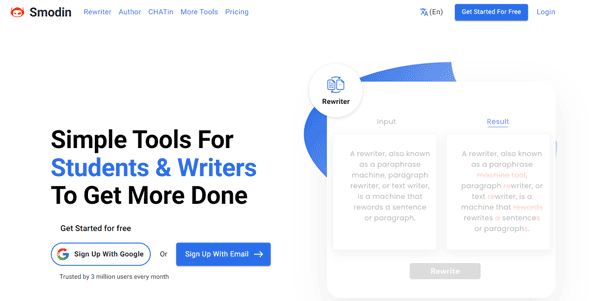 Smodin
Rewriter
Author
CHATin
More Tools
Pricing
(En)
Get Started For Free
Login
Simple Tools For
Students & Writers
To Get More Done
Get Started for free
Sign Up With Google
Or
Sign Up With Email
Trusted by 3 million users every month
Rewriter
Input
Result
A rewriter, also known
as a paraphrase
machine, paragraph
rewriter, or text writer,
is a machine that
rewords a sentence
or paragraph.
A rewriter, also known
as a paraphrase
machine tool,
paragraph rewriter, or
text rewriter, is a
machine that rewords
rewrites a sentences
or paragraphs.
Rewrite